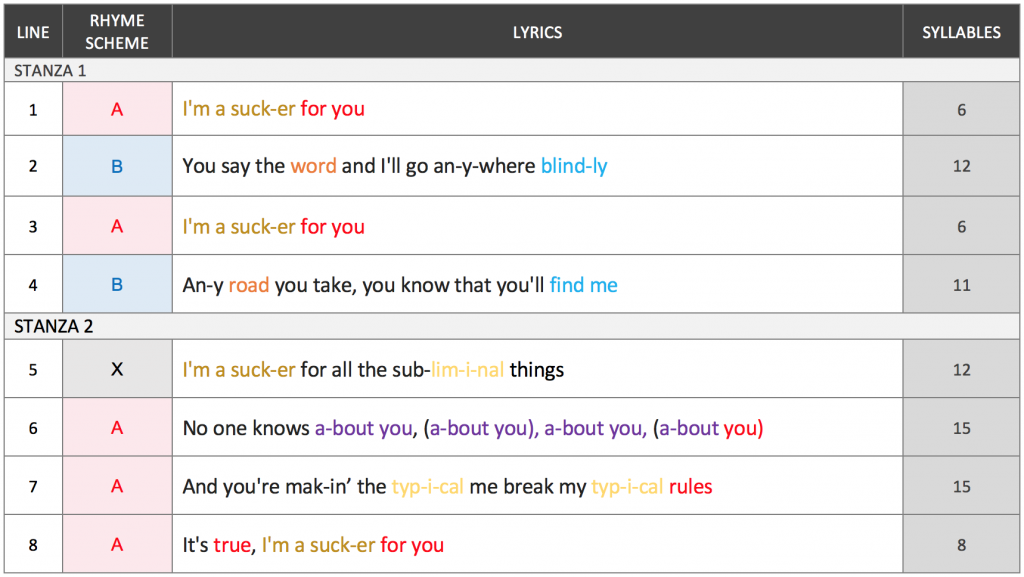 LINE RHYME SCHEME LYRICS SYLLABLES
STANZA 1
1 A I'm a suck-er for you 6
2 B You say the word and I'll go an-y-where blind-ly 12
3 A I'm a suck-er for you 6
4 B An-y road you take, you know that you'll find me 11
STANZA 2
5 X I'm a suck-er for all the sub-lim-i-nal things 12
6 A No one knows a-bout you, (a-bout you), a-bout you, (a-bout you) 15
7 A And you're mak-in’ the typ-i-cal me break my typ-i-cal rules 15
8 A It's true, I'm a suck-er for you 8